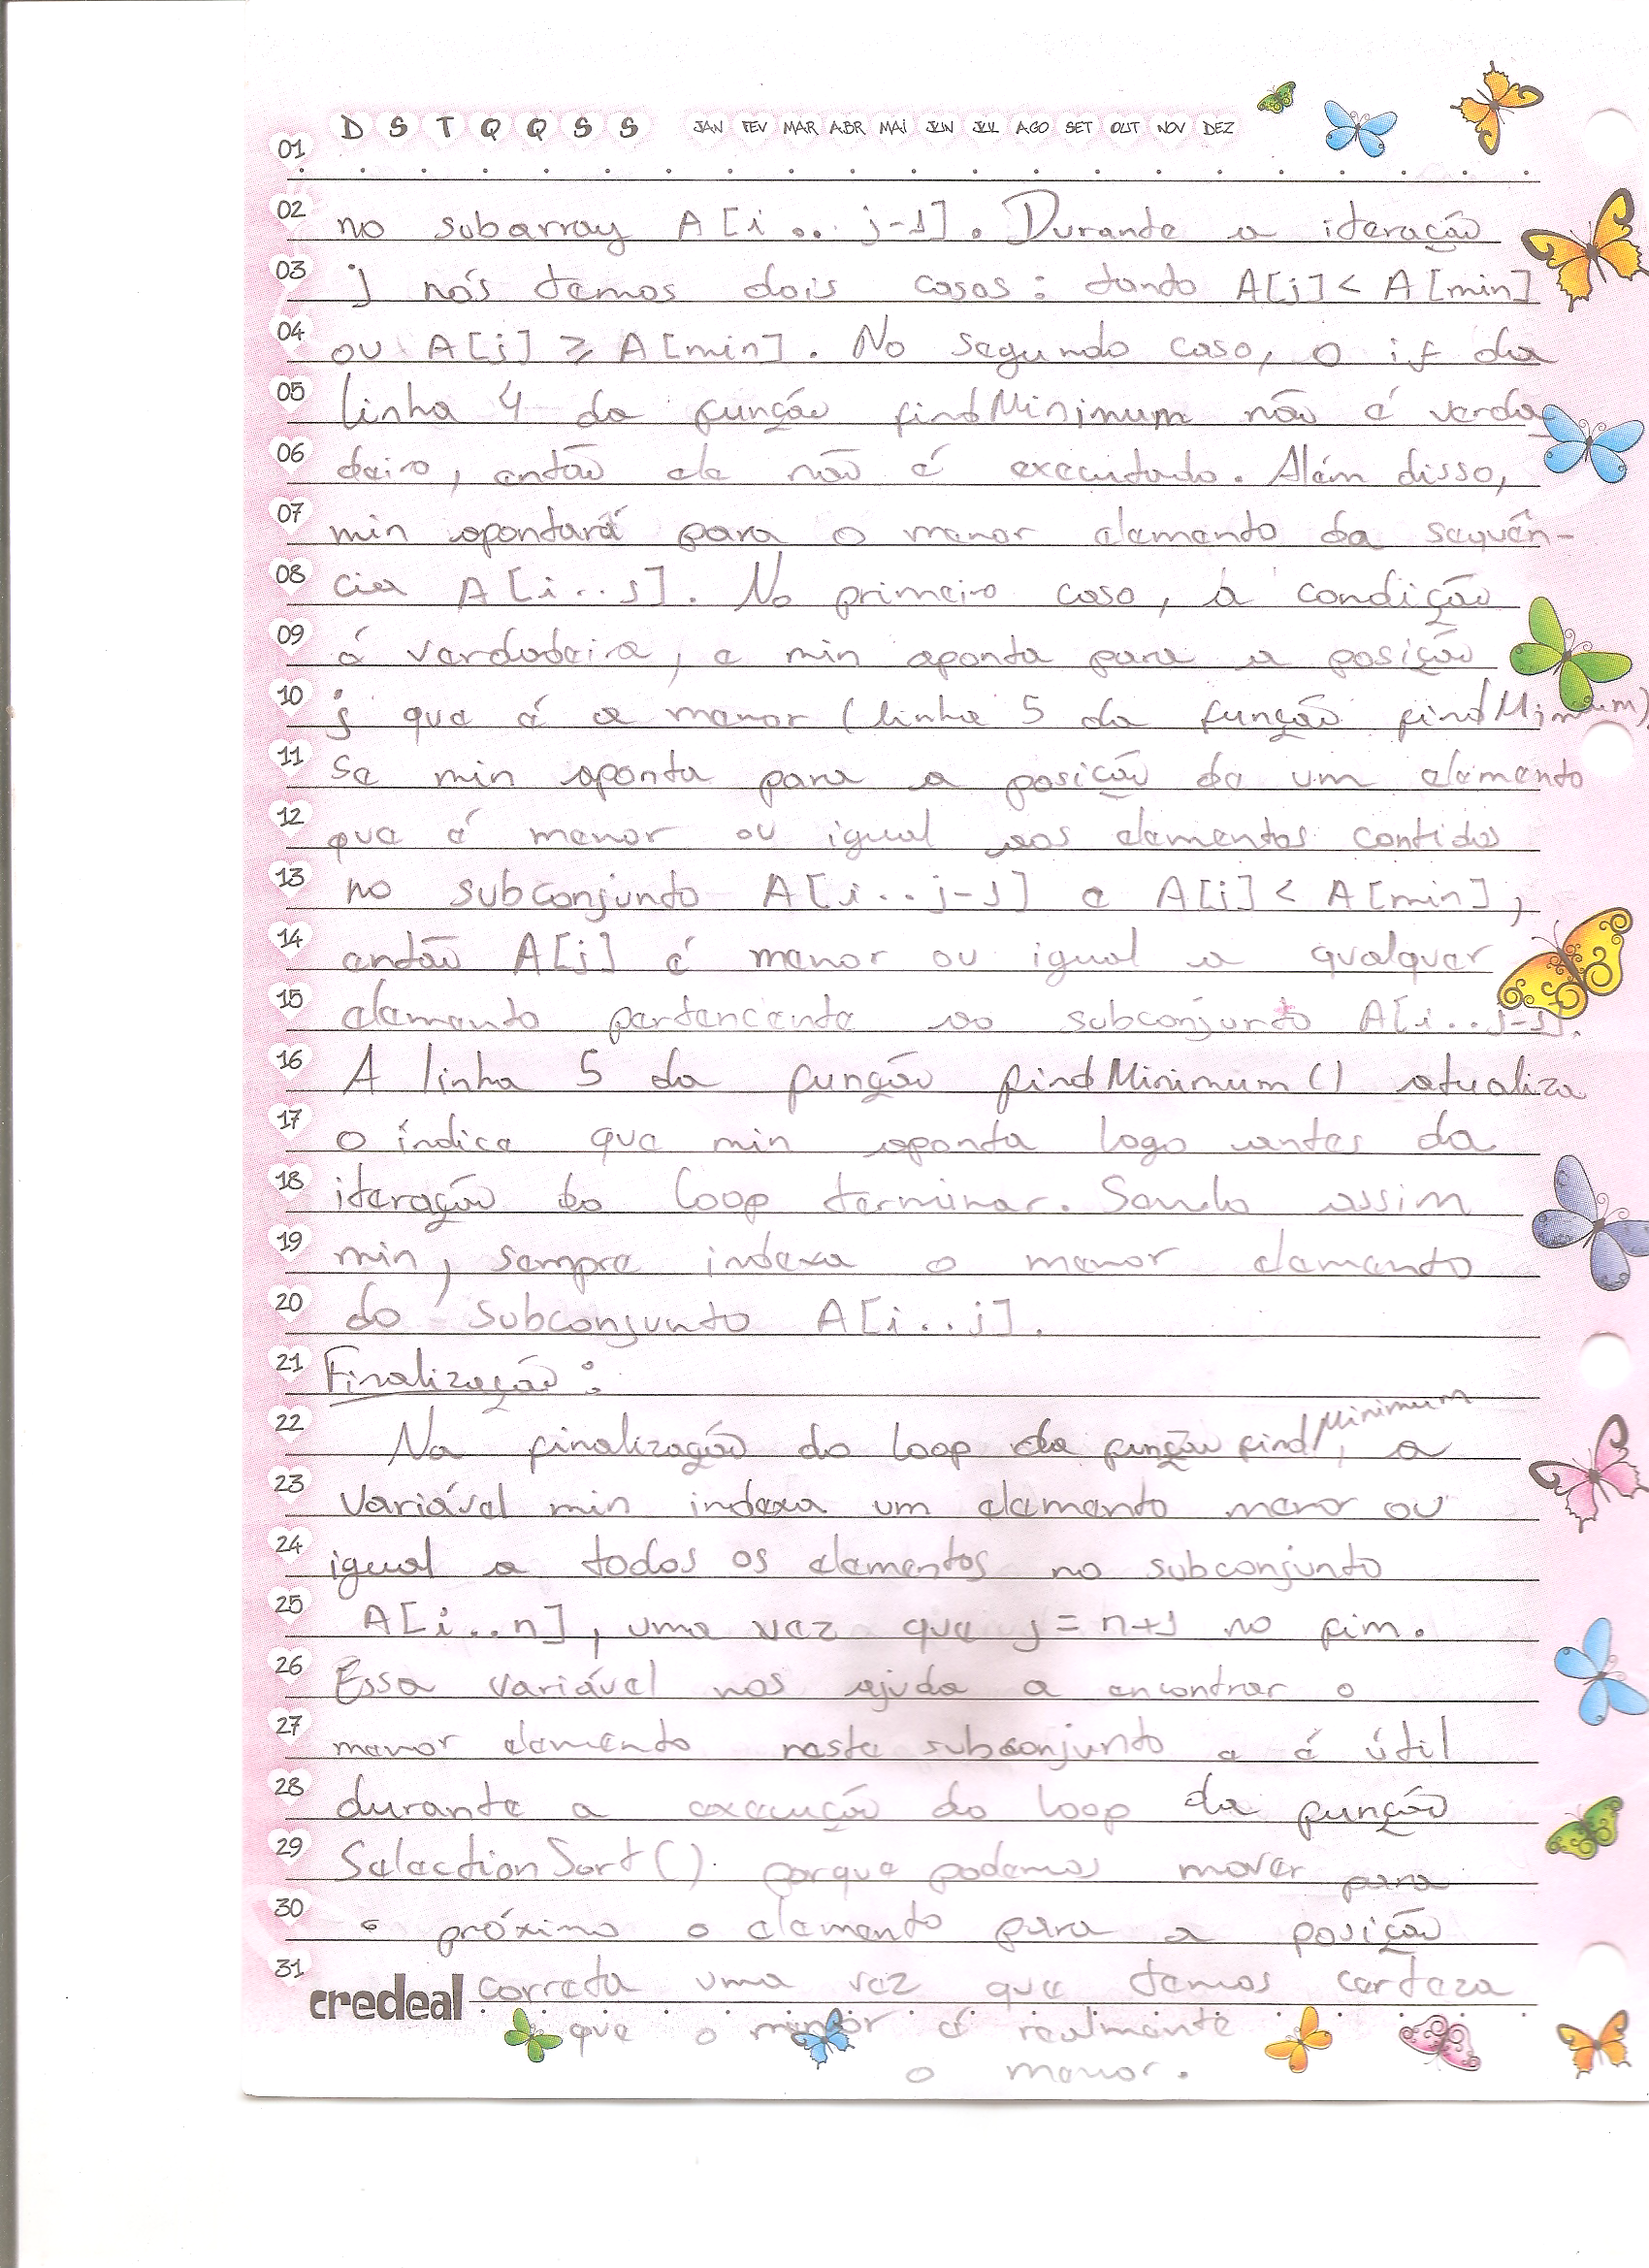 D S T Q Q S S JAN FEV MAR ABR MAI JUN JUL AGO SET OUT NOV DEZ
01
02 no subarray A[i .. j-1]. Durante a iteração
03 j nós temos dois casos: tanto A[j] < A[min]
04 ou A[j] ≥ A[min]. No segundo caso, o if da
05 linha 4 da função findMinimum não é verda
06 deiro, então ele não é executado. Além disso,
07 min apontará para o menor elemento da sequên-
08 cia A[i..j]. No primeiro caso, a condição
09 é verdadeira, e min aponta para a posição
10 j que é a menor (linha 5 da função findMinimum)
11 se min aponta para a posição de um elemento
12 que é menor ou igual aos elementos contidos
13 no subconjunto A[i..j-1] e A[j] < A[min],
14 então A[j] é menor ou igual a qualquer
15 elemento pertencente ao subconjunto A[i..j-1].
16 A linha 5 da função findMinimum() atualiza
17 o índice que min aponta logo antes da
18 iteração do loop terminar. Sendo assim
19 min, sempre indexa o menor elemento
20 do subconjunto A[i..j].
21 Finalização:
22 Na finalização do loop da função findMinimum, a
23 variável min indexa um elemento menor ou
24 igual a todos os elementos no subconjunto
25 A[i..n], uma vez que j = n+1 no fim.
26 Essa variável nos ajuda a encontrar o
27 menor elemento neste subconjunto e é útil
28 durante a execução do loop da função
29 SelectionSort() porque podemos mover para
30 o próximo o elemento para a posição
31 credeal correta uma vez que temos certeza
que o menor é realmente
o menor.